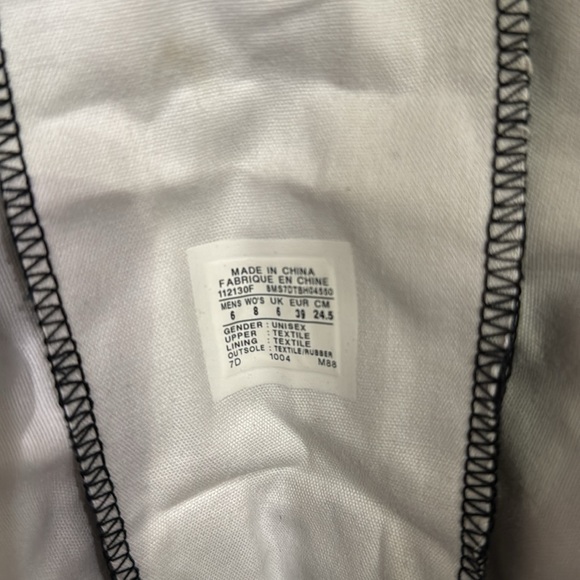 MADE IN CHINA
FABRIQUE EN CHINE
112130F 8MS7DTBH04550
MENS WO'S UK EUR CM
6 8 6 39 24.5
GENDER : UNISEX
UPPER : TEXTILE
LINING : TEXTILE
OUTSOLE : TEXTILE/RUBBER
7D 1004 M88